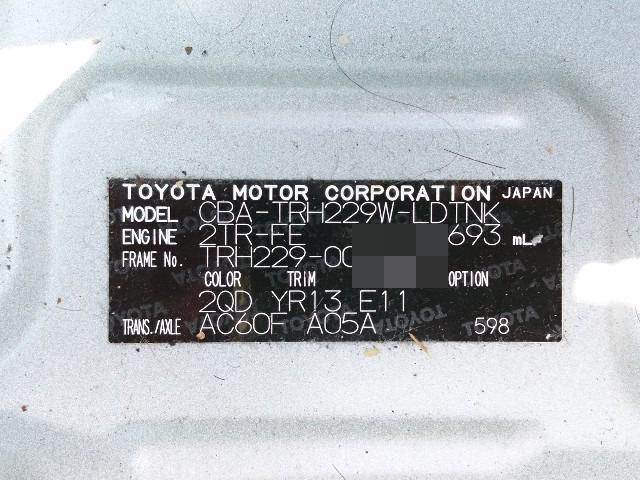 TOYOTA MOTOR CORPORATION JAPAN
MODEL CBA-TRH229W-LDTNK
ENGINE 2TR-FE 693 mL
FRAME No. TRH229-00
COLOR TRIM OPTION
2QD YR13 E11
TRANS./AXLE AC60F A05A 598